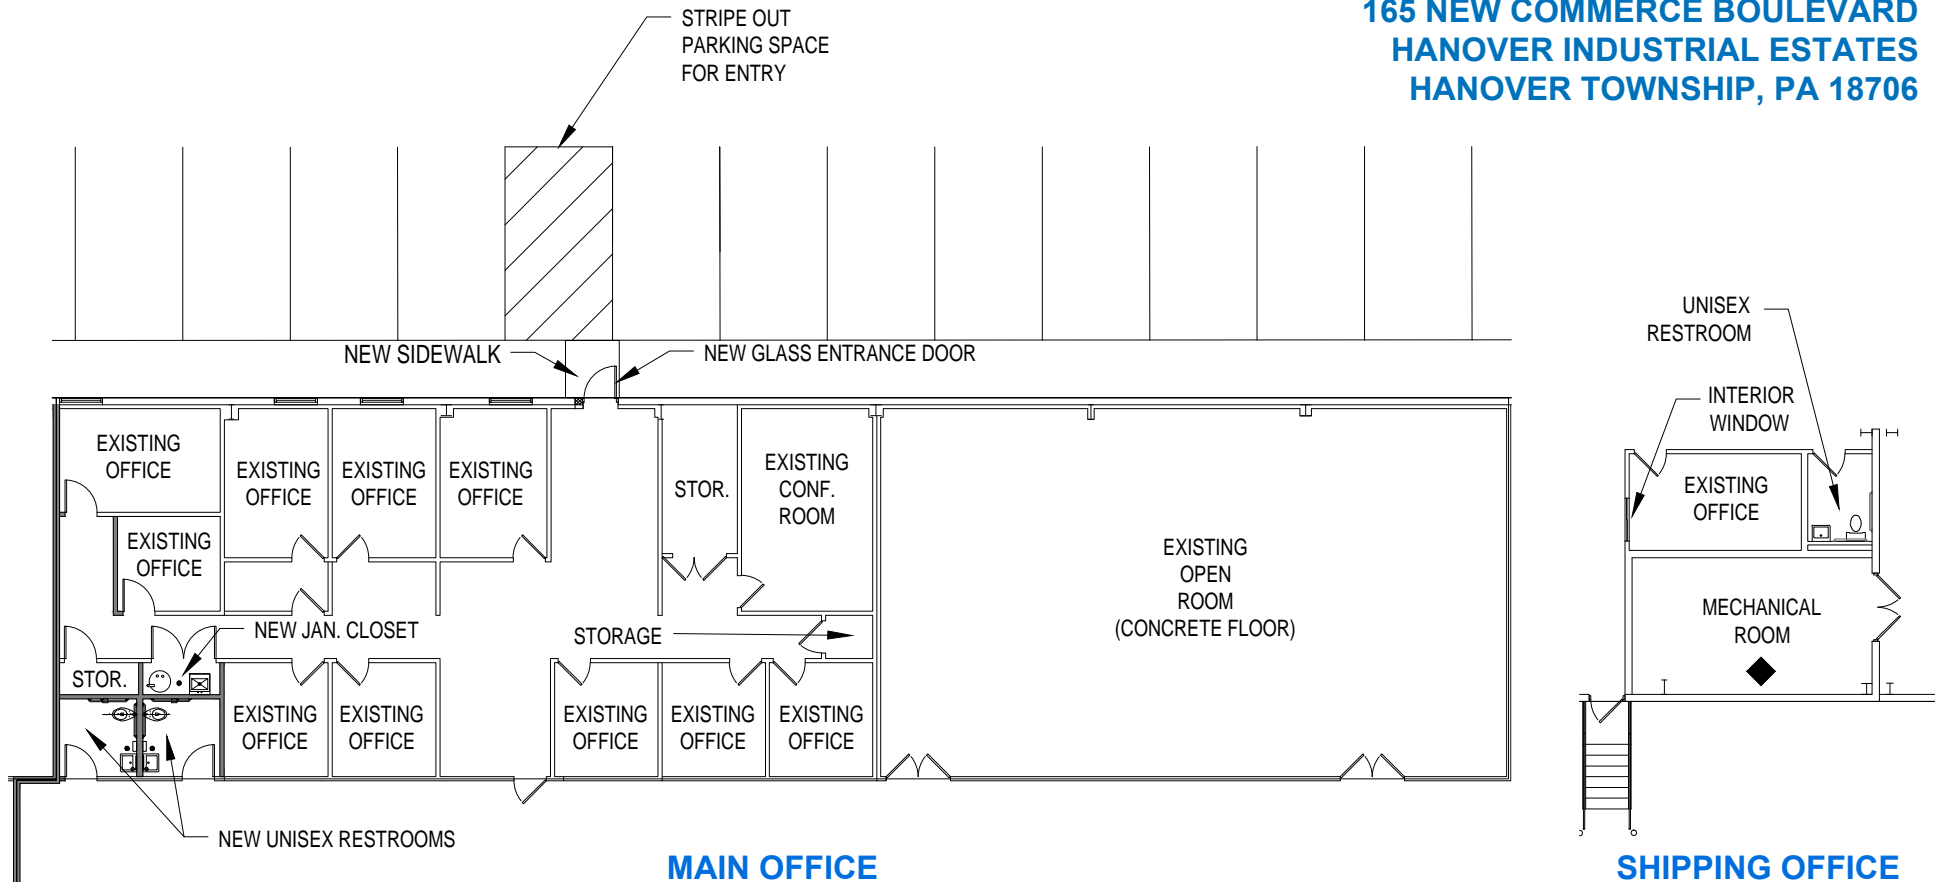 165 NEW COMMERCE BOULEVARD
HANOVER INDUSTRIAL ESTATES
HANOVER TOWNSHIP, PA 18706
STRIPE OUT
PARKING SPACE
FOR ENTRY
NEW SIDEWALK
NEW GLASS ENTRANCE DOOR
EXISTING
OFFICE
EXISTING
OFFICE
EXISTING
OFFICE
EXISTING
OFFICE
STOR.
EXISTING
CONF.
ROOM
EXISTING
OFFICE
EXISTING
OPEN
ROOM
(CONCRETE FLOOR)
NEW JAN. CLOSET
STORAGE
STOR.
EXISTING
OFFICE
EXISTING
OFFICE
EXISTING
OFFICE
EXISTING
OFFICE
EXISTING
OFFICE
NEW UNISEX RESTROOMS
MAIN OFFICE
UNISEX
RESTROOM
INTERIOR
WINDOW
EXISTING
OFFICE
MECHANICAL
ROOM
SHIPPING OFFICE